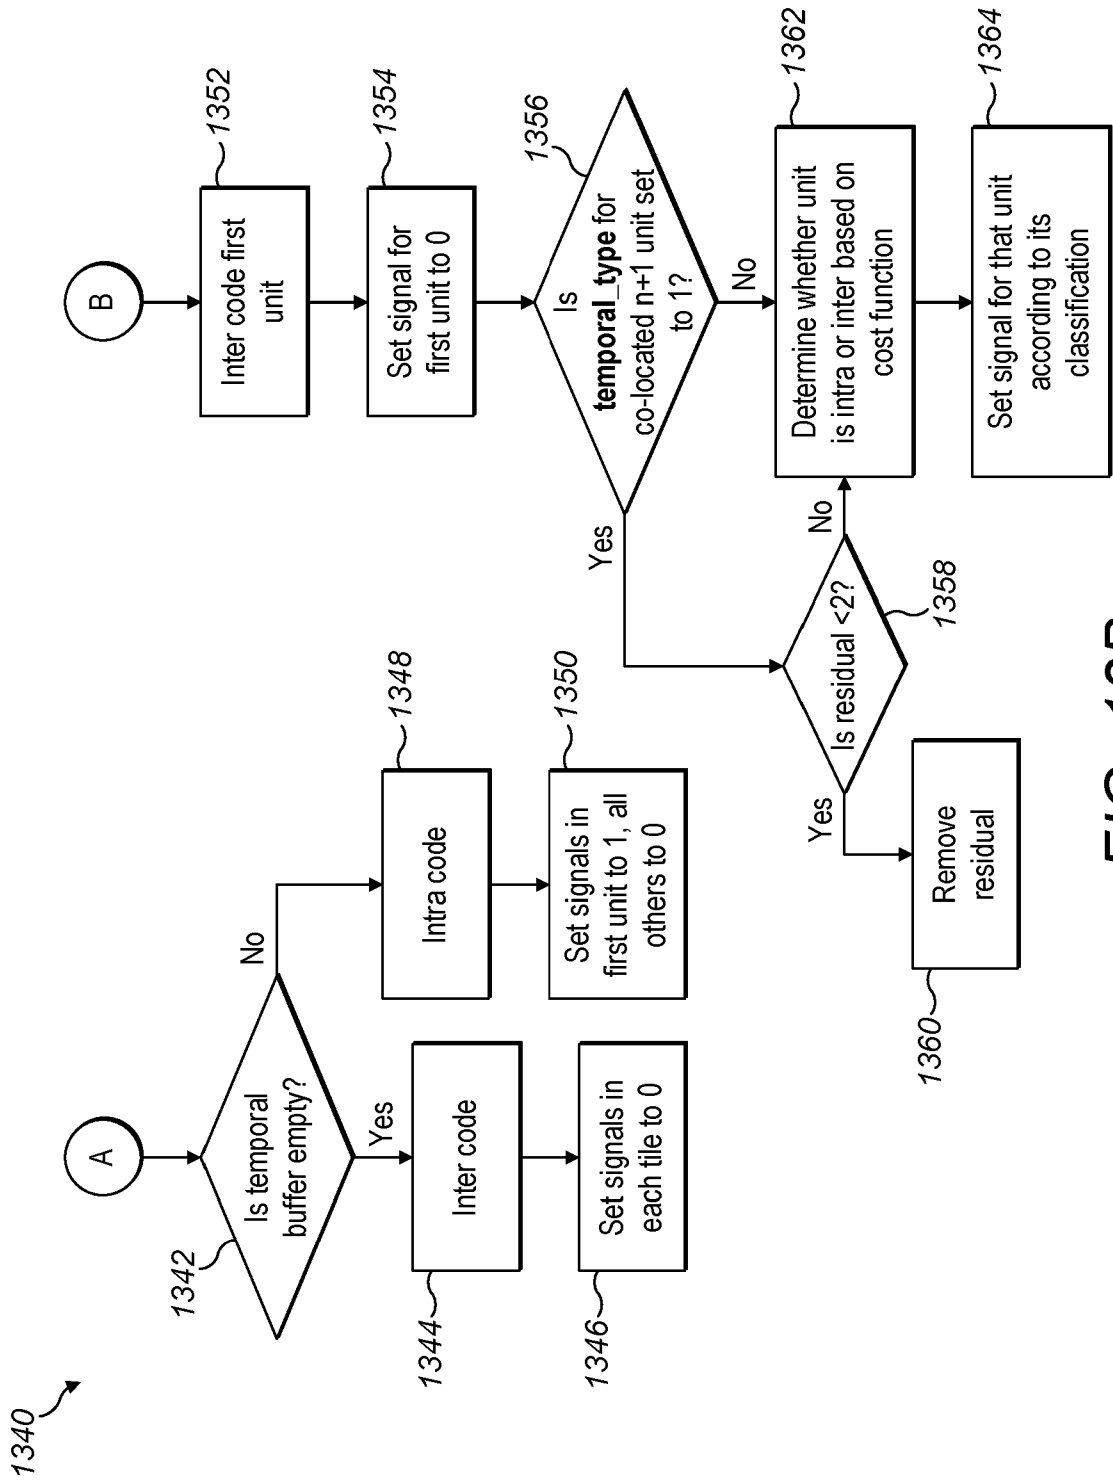 1340
A
1342
Is temporal
buffer empty?
Yes
No
1344
Inter code
1346
Set signals in
each tile to 0
1348
Intra code
1350
Set signals in
first unit to 1, all
others to 0
B
1352
Inter code first
unit
1354
Set signal for
first unit to 0
1356
Is
temporal_type for
co-located n+1 unit set
to 1?
Yes
No
1358
Is residual <2?
Yes
No
1360
Remove
residual
1362
Determine whether unit
is intra or inter based on
cost function
1364
Set signal for that unit
according to its
classification